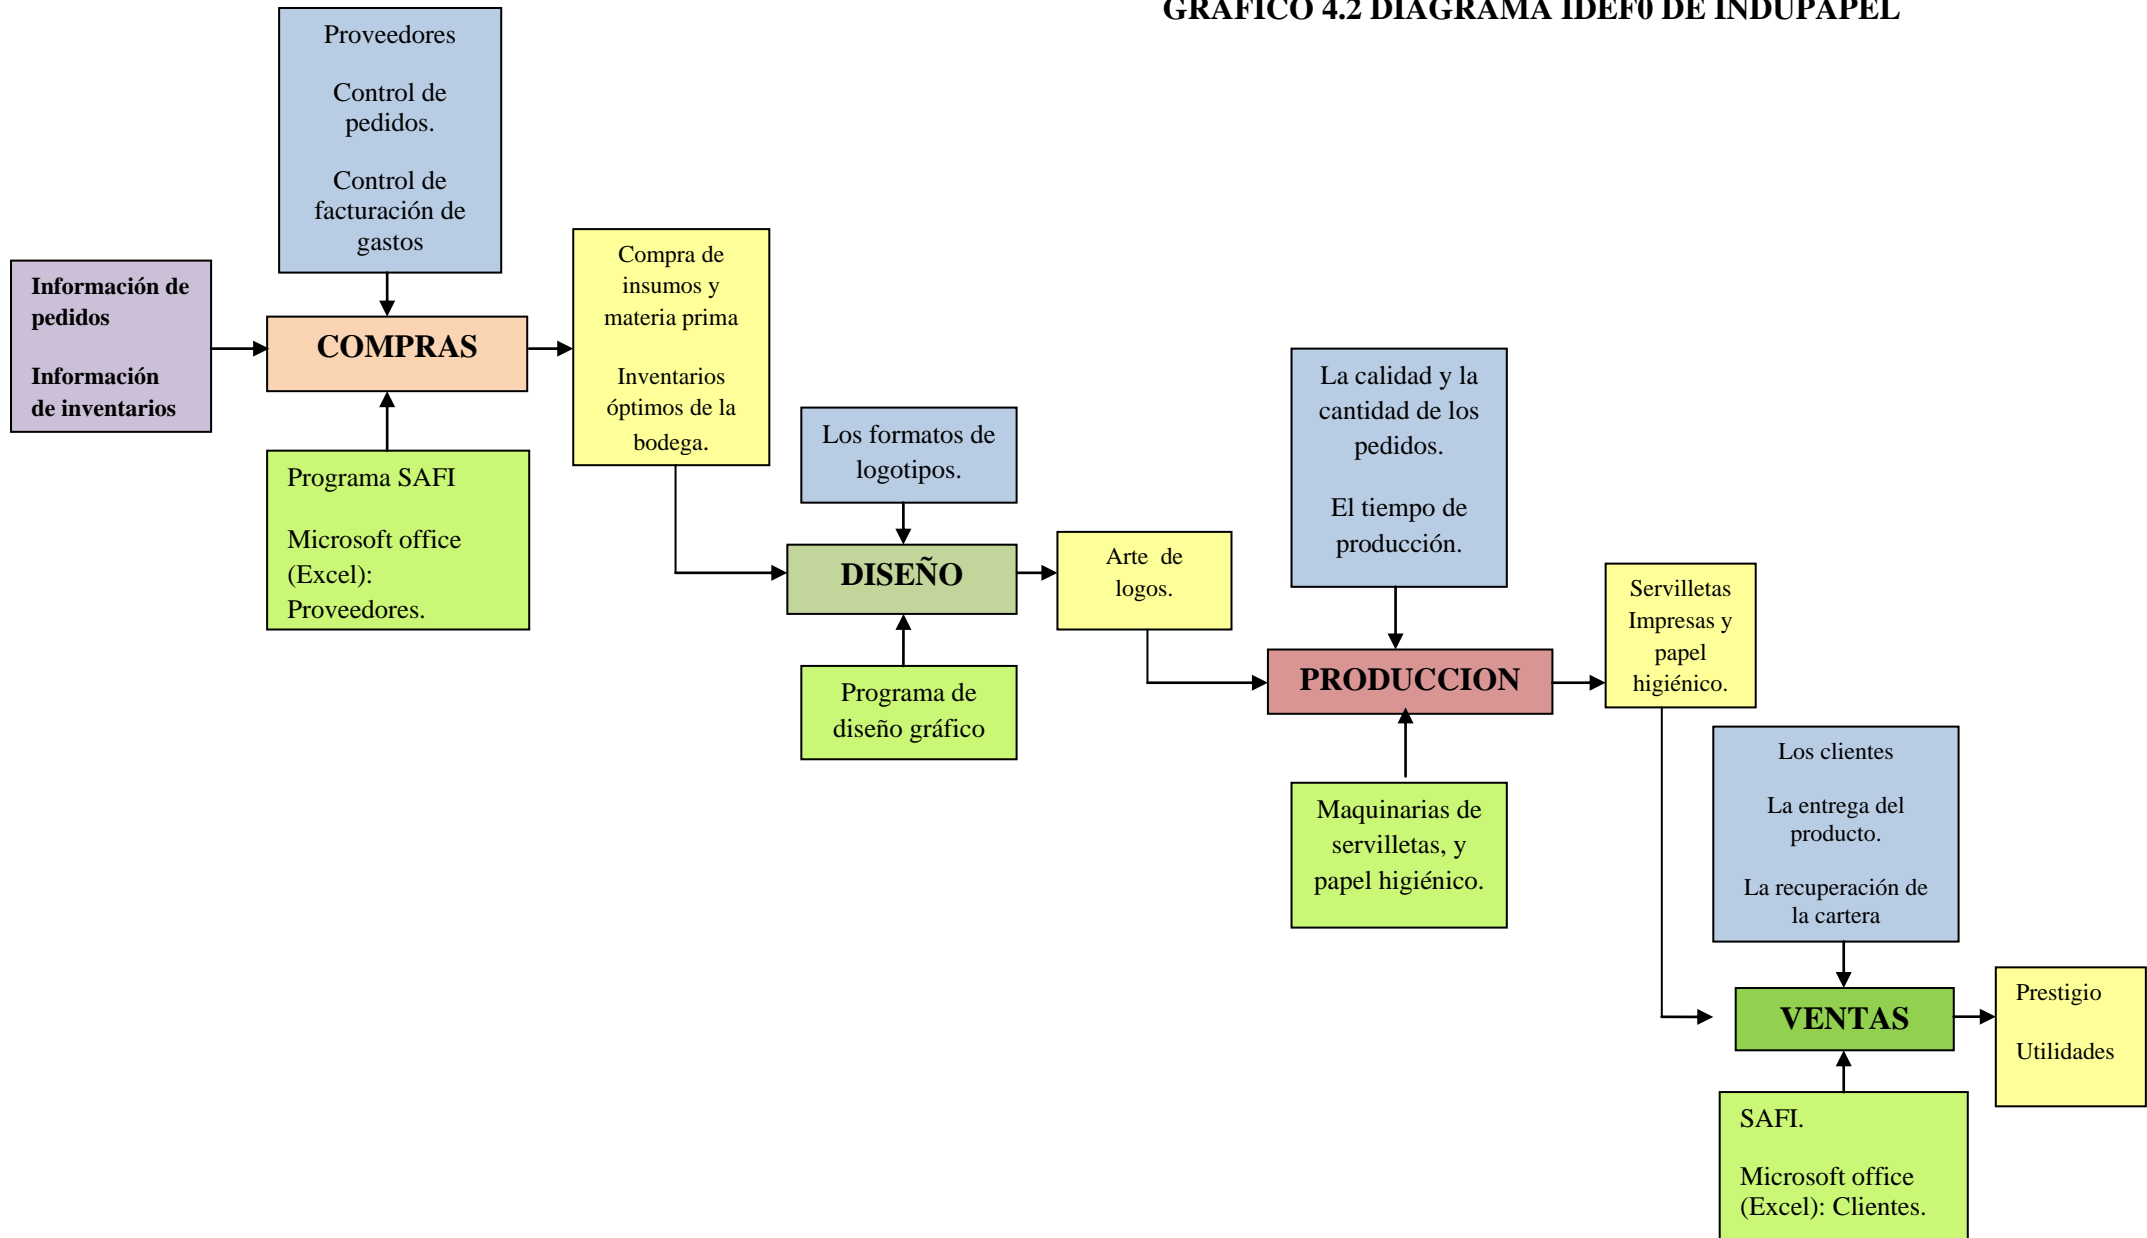 GRAFICO 4.2 DIAGRAMA IDEF0 DE INDUPAPEL
Proveedores
Control de
pedidos.
Control de
facturación de
gastos
Información de
pedidos
Información
de inventarios
COMPRAS
Programa SAFI
Microsoft office
(Excel):
Proveedores.
Compra de
insumos y
materia prima
Inventarios
óptimos de la
bodega.
Los formatos de
logotipos.
DISEÑO
Programa de
diseño gráfico
Arte  de
logos.
La calidad y la
cantidad de los
pedidos.
El tiempo de
producción.
PRODUCCION
Maquinarias de
servilletas, y
papel higiénico.
Servilletas
Impresas y
papel
higiénico.
Los clientes
La entrega del
producto.
La recuperación de
la cartera
VENTAS
SAFI.
Microsoft office
(Excel): Clientes.
Prestigio
Utilidades